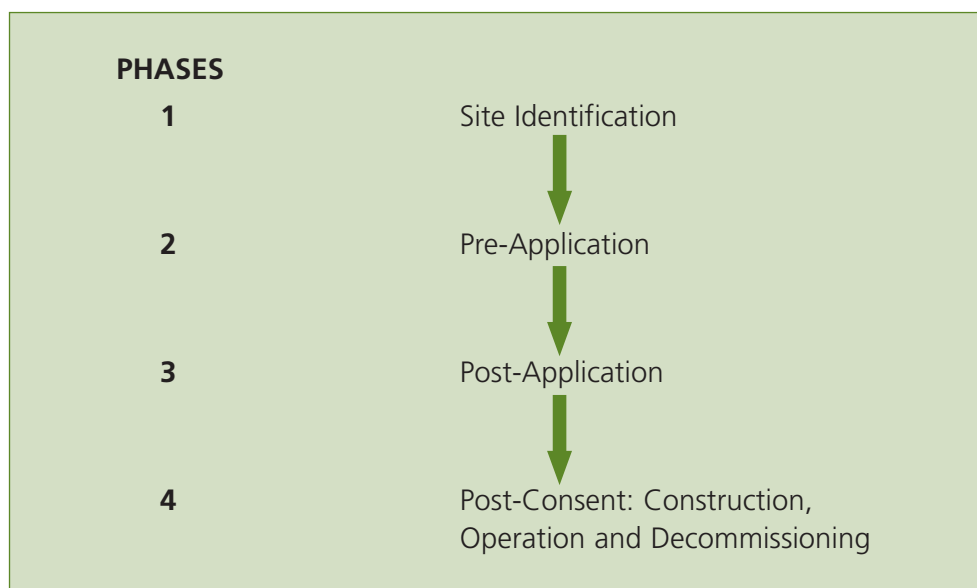 PHASES
1 Site Identification
2 Pre-Application
3 Post-Application
4 Post-Consent: Construction,
Operation and Decommissioning